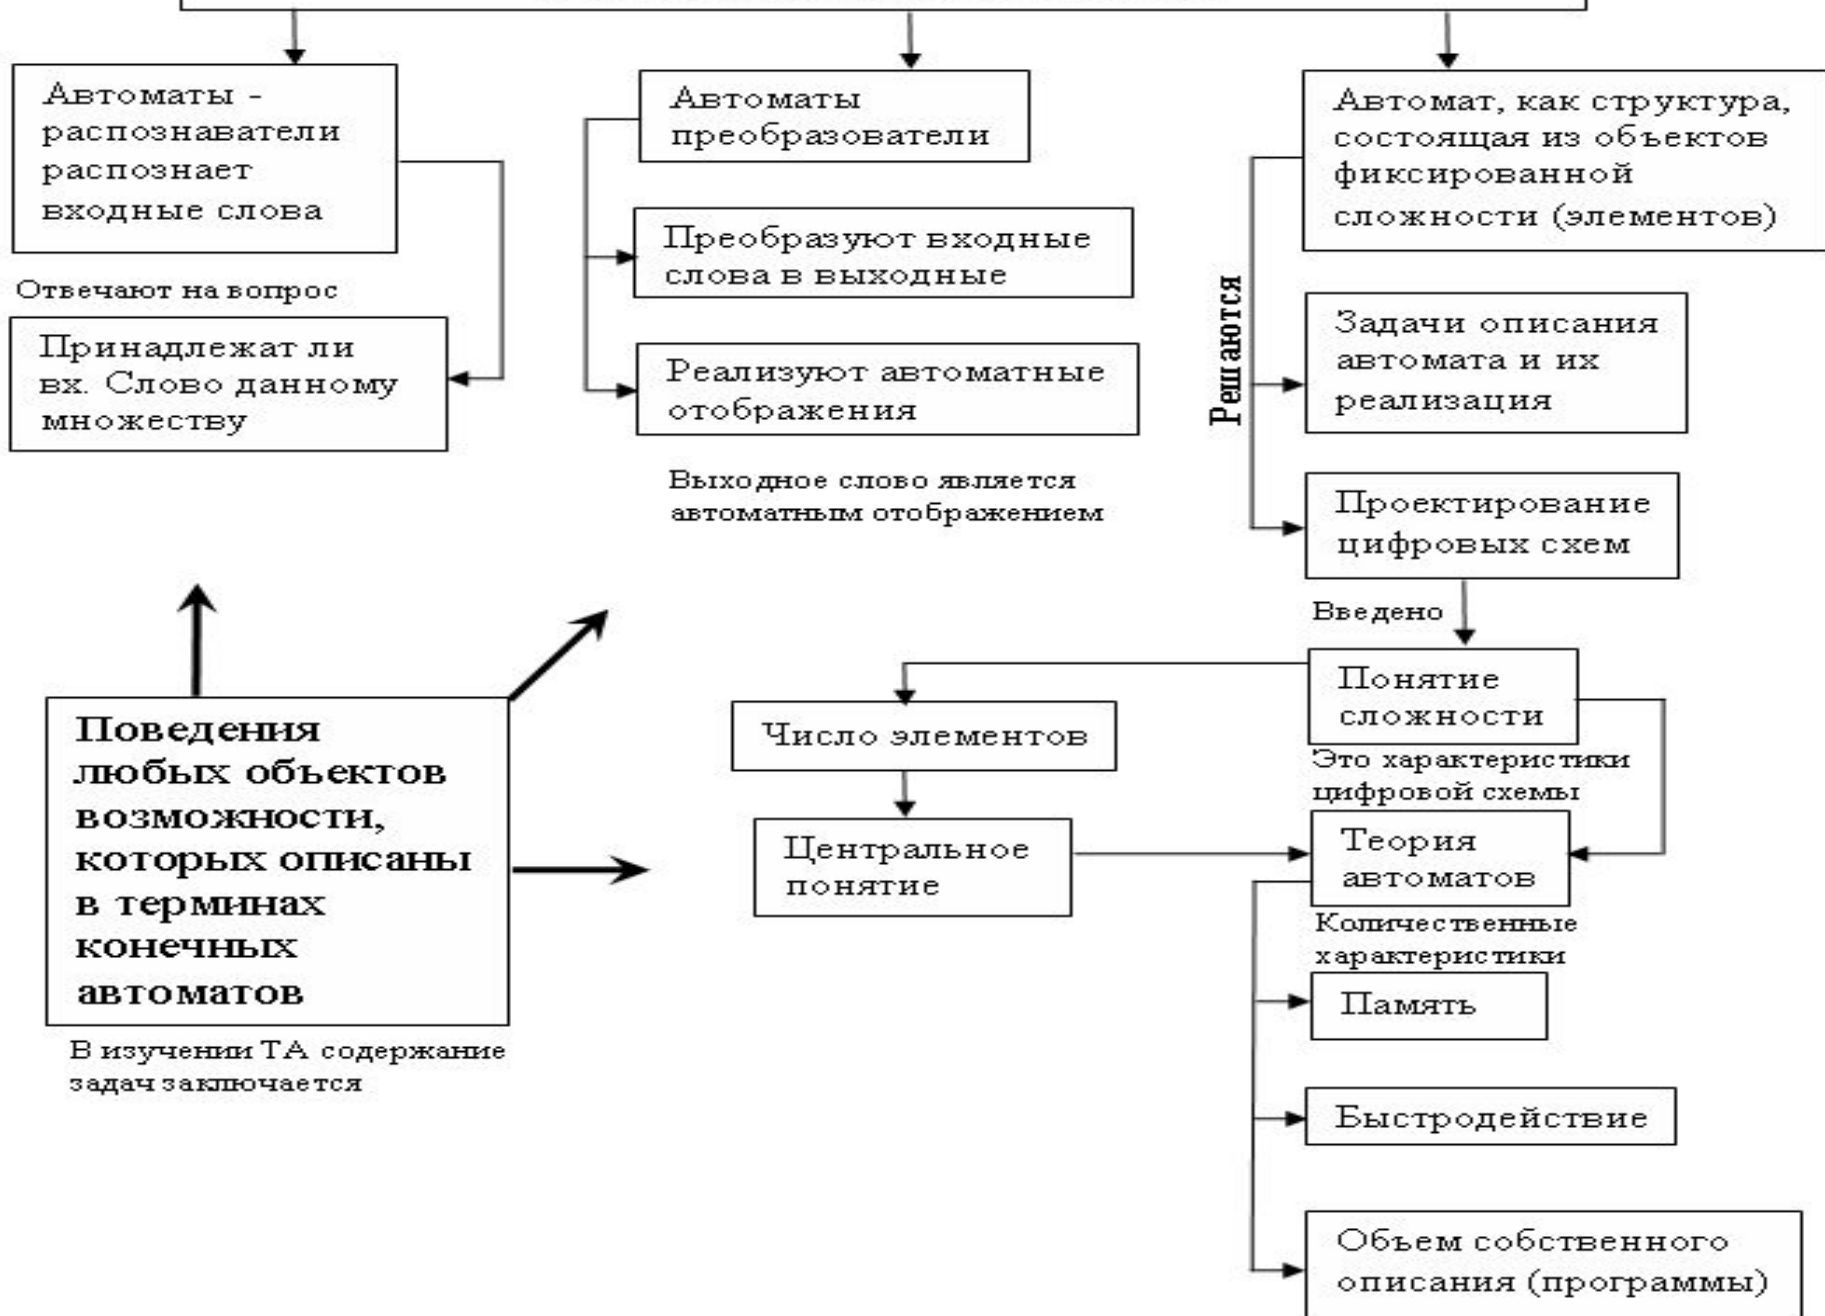 Автоматы -
распознаватели
распознает
входные слова
Отвечают на вопрос
Принадлежат ли
вх. Слово данному
множеству
Автоматы
преобразователи
Преобразуют входные
слова в выходные
Реализуют автоматные
отображения
Выходное слово является
автоматным отображением
Автомат, как структура,
состоящая из объектов
фиксированной
сложности (элементов)
Решаются
Задачи описания
автомата и их
реализация
Проектирование
цифровых схем
Введено
Понятие
сложности
Это характеристики
цифровой схемы
Число элементов
Центральное
понятие
Теория
автоматов
Количественные
характеристики
Память
Быстродействие
Объем собственного
описания (программы)
Поведения
любых объектов
возможности,
которых описаны
в терминах
конечных
автоматов
В изучении ТА содержание
задач заключается